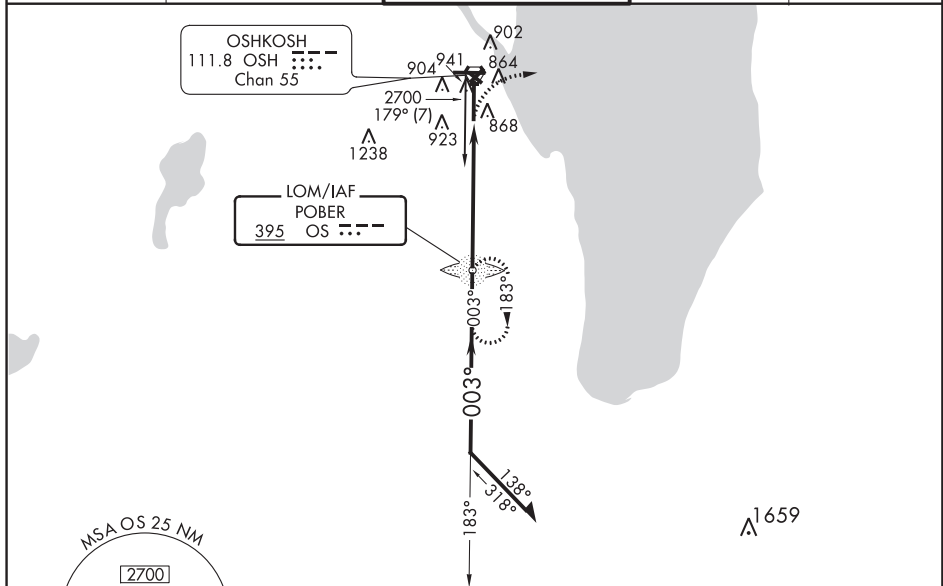 OSHKOSH
111.8 OSH
Chan 55
902
941
904
864
2700
179° (7)
923
868
1238
LOM/IAF
POBER
395 OS
183°
003°
003°
138°
318°
183°
1659
MSA OS 25 NM
2700